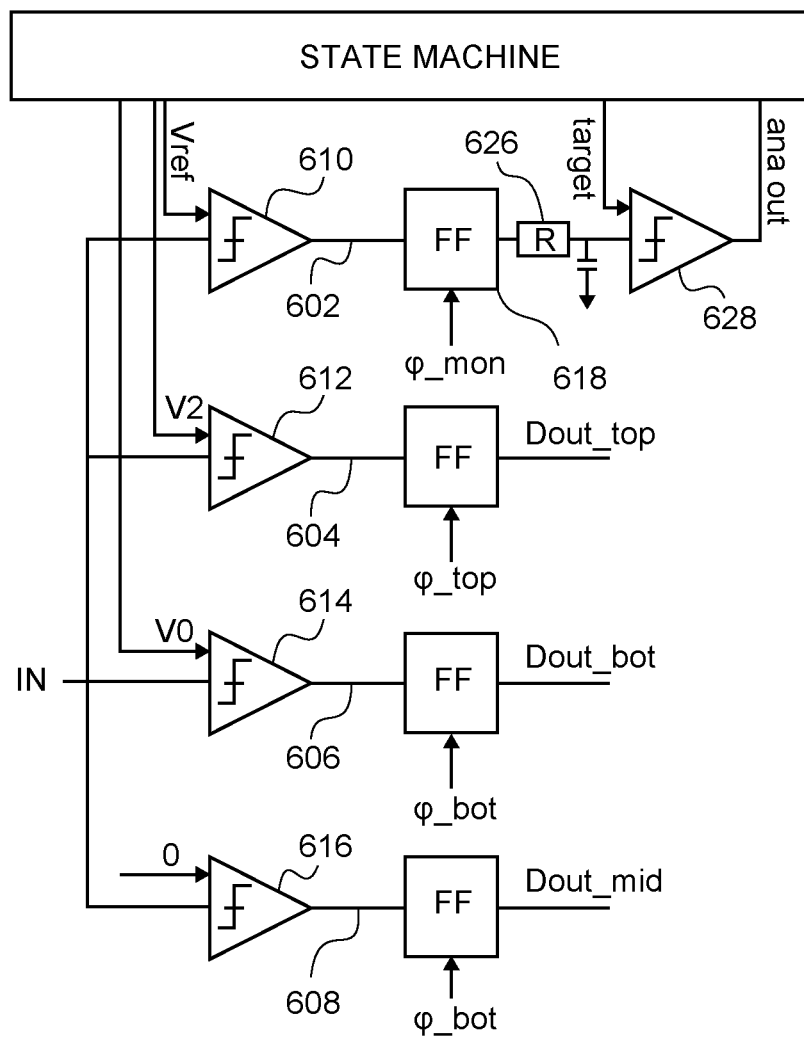 STATE MACHINE
Vref
target
ana out
610
626
FF
R
602
628
φ_mon
618
V2
612
FF
Dout_top
604
φ_top
614
V0
Dout_bot
IN
FF
606
φ_bot
0
616
Dout_mid
FF
608
φ_bot